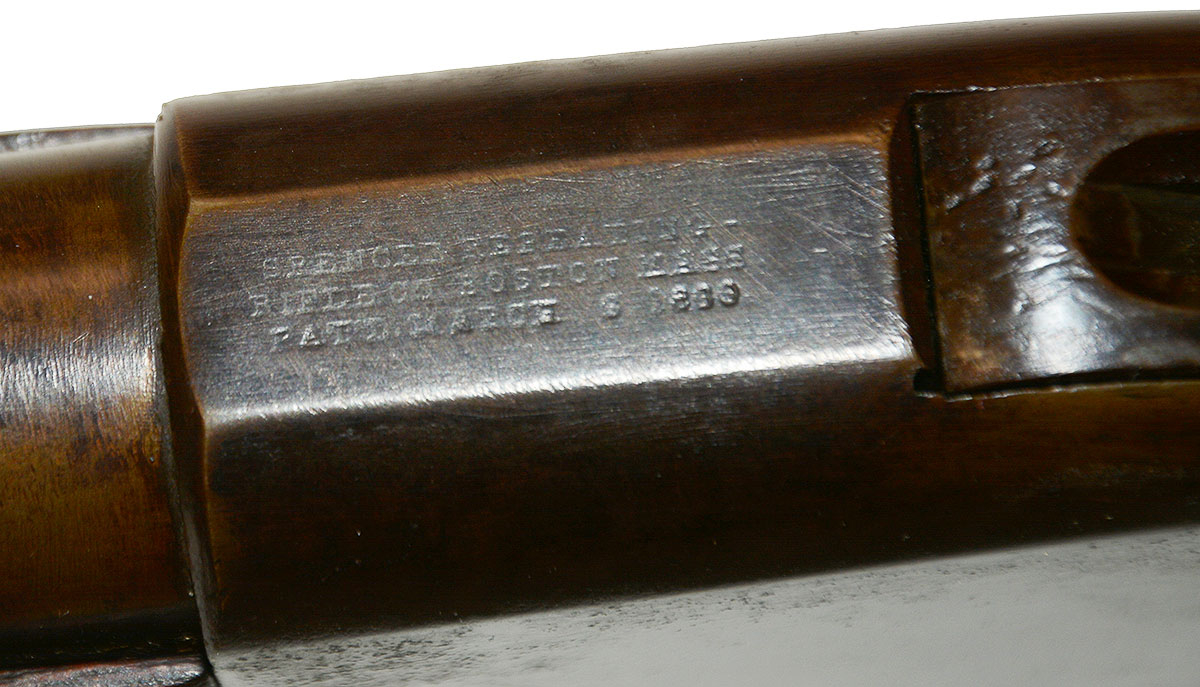 SPENCER REPEATING-
RIFLE CO BOSTON MASS
PAT'D. MARCH 6 1860